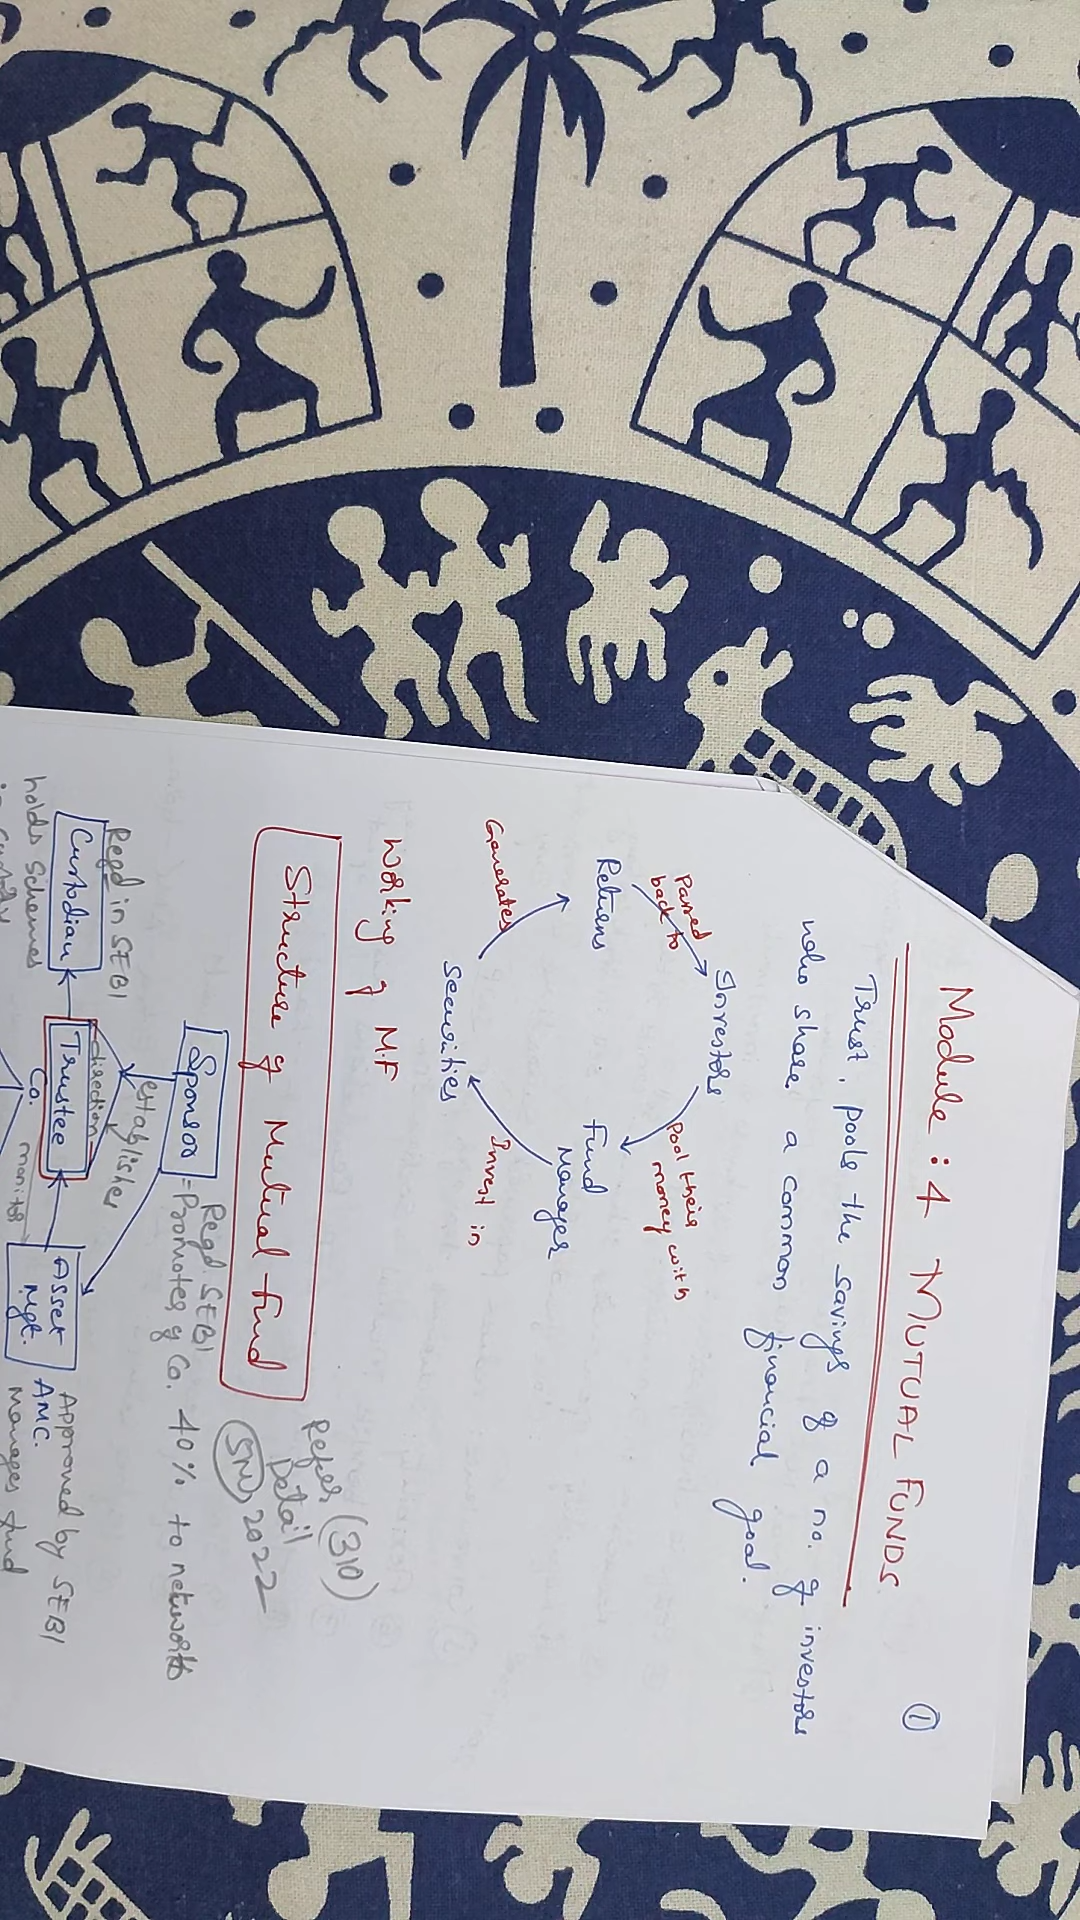 ①
Module : 4 MUTUAL FUNDS
Trust, pools the savings of a no. of investors
who share a common financial goal.
Passed
back to
Investors
Pool their
money with
Returns
Fund
Manager
Generates
Securities
Invest in
Working of M.F
Refer (310)
Detail
SM, 2022
Structure of Mutual Fund
Regd. SEBI
Sponsor = Promoter of Co. 40% to networth
establishes
direction
Regd in SEBI
Custodian
Trustee
Co.
monitor
Asset
Mgt.
Approved by SEBI
AMC.
manages fund
holds Schemes